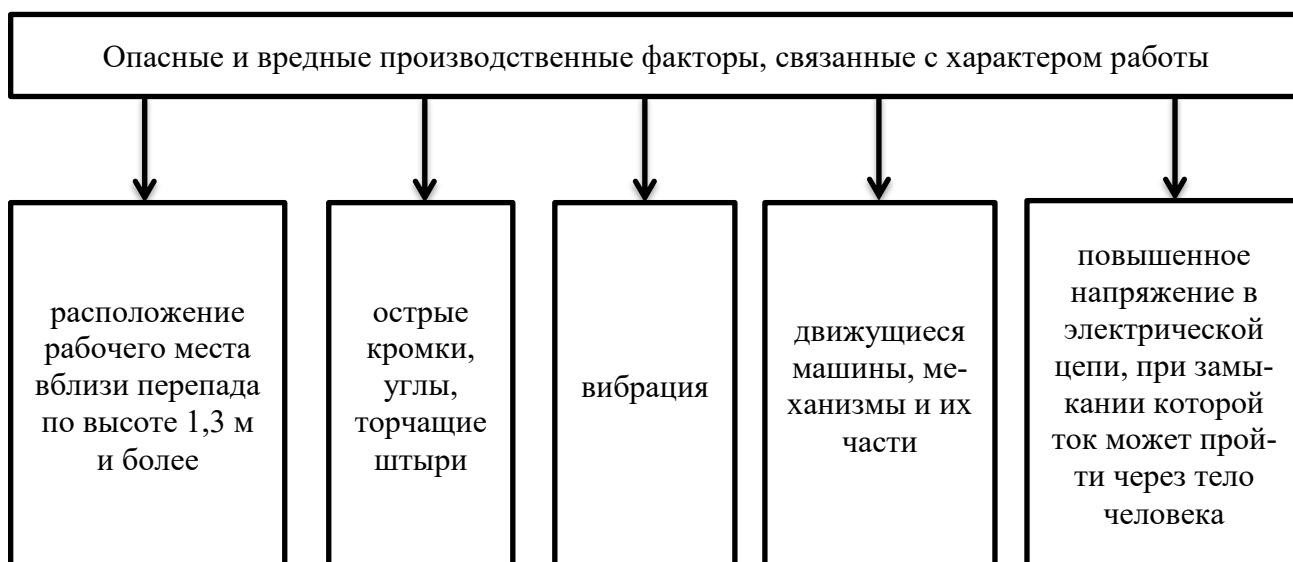 Опасные и вредные производственные факторы, связанные с характером работы
расположение
рабочего места
вблизи перепада
по высоте 1,3 м
и более
острые
кромки,
углы,
торчащие
штыри
вибрация
движущиеся
машины, ме-
ханизмы и их
части
повышенное
напряжение в
электрической
цепи, при замы-
кании которой
ток может прой-
ти через тело
человека